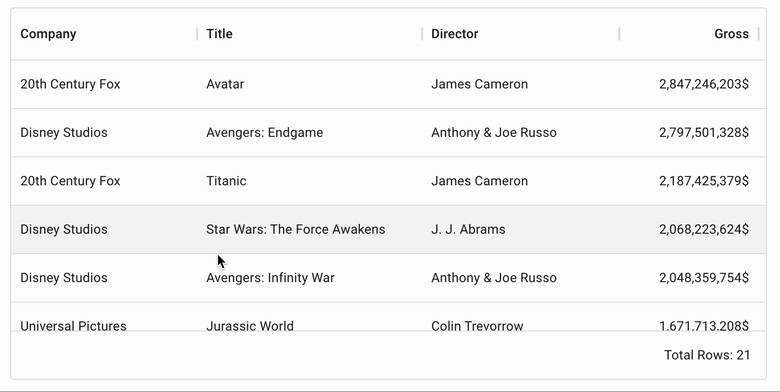 Company Title Director Gross
20th Century Fox Avatar James Cameron 2,847,246,203$
Disney Studios Avengers: Endgame Anthony & Joe Russo 2,797,501,328$
20th Century Fox Titanic James Cameron 2,187,425,379$
Disney Studios Star Wars: The Force Awakens J. J. Abrams 2,068,223,624$
Disney Studios Avengers: Infinity War Anthony & Joe Russo 2,048,359,754$
Universal Pictures Jurassic World Colin Trevorrow 1,671,713,208$
Total Rows: 21